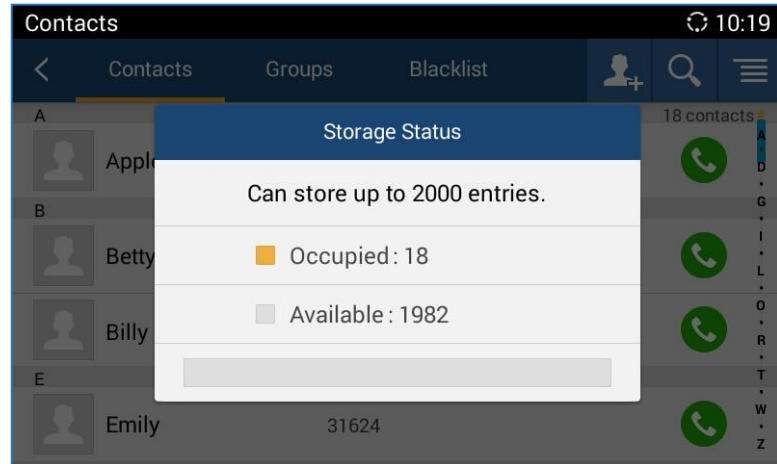 Contacts 10:19
Contacts Groups Blacklist
A 18 contacts
Storage Status
Can store up to 2000 entries.
B
Betty
Occupied : 18
Available : 1982
Billy
E
Emily 31624
A
D
G
I
L
O
R
T
W
Z